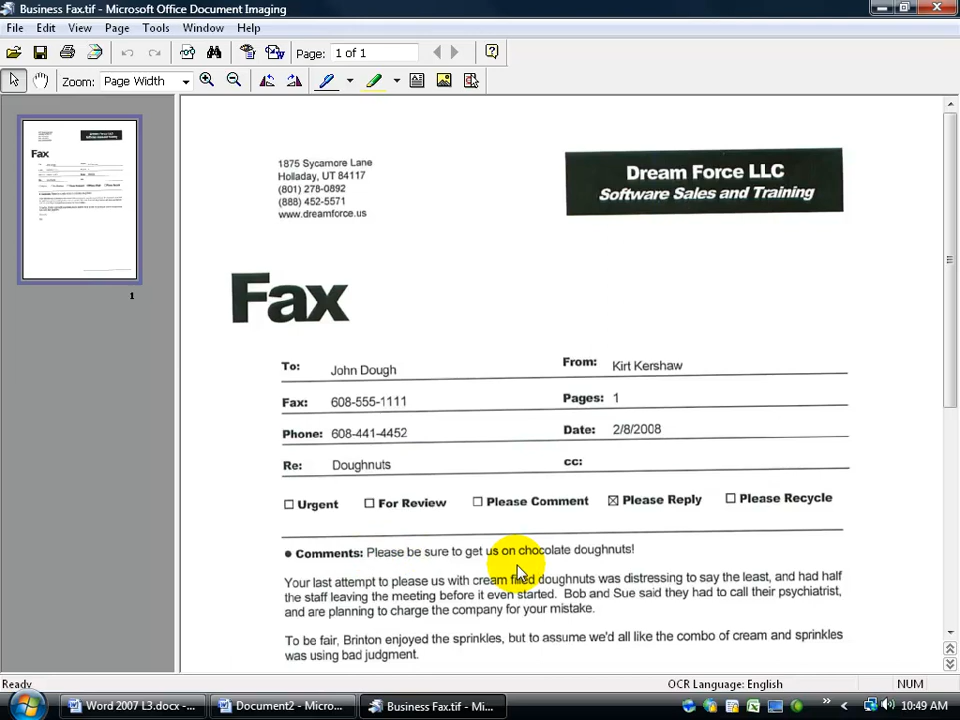 Business Fax.tif - Microsoft Office Document Imaging
File Edit View Page Tools Window Help
Page: 1 of 1
Zoom: Page Width
1875 Sycamore Lane
Holladay, UT 84117
(801) 278-0892
(888) 452-5571
www.dreamforce.us
Dream Force LLC
Software Sales and Training
Fax
To: John Dough From: Kirt Kershaw
Fax: 608-555-1111 Pages: 1
Phone: 608-441-4452 Date: 2/8/2008
Re: Doughnuts cc:
☐ Urgent ☐ For Review ☐ Please Comment ☒ Please Reply ☐ Please Recycle
● Comments: Please be sure to get us on chocolate doughnuts!
Your last attempt to please us with cream filled doughnuts was distressing to say the least, and had half
the staff leaving the meeting before it even started. Bob and Sue said they had to call their psychiatrist,
and are planning to charge the company for your mistake.
To be fair, Brinton enjoyed the sprinkles, but to assume we'd all like the combo of cream and sprinkles
was using bad judgment.
1
Ready OCR Language: English NUM
Word 2007 L3.docx -... Document2 - Micros... Business Fax.tif - Mi... 10:49 AM